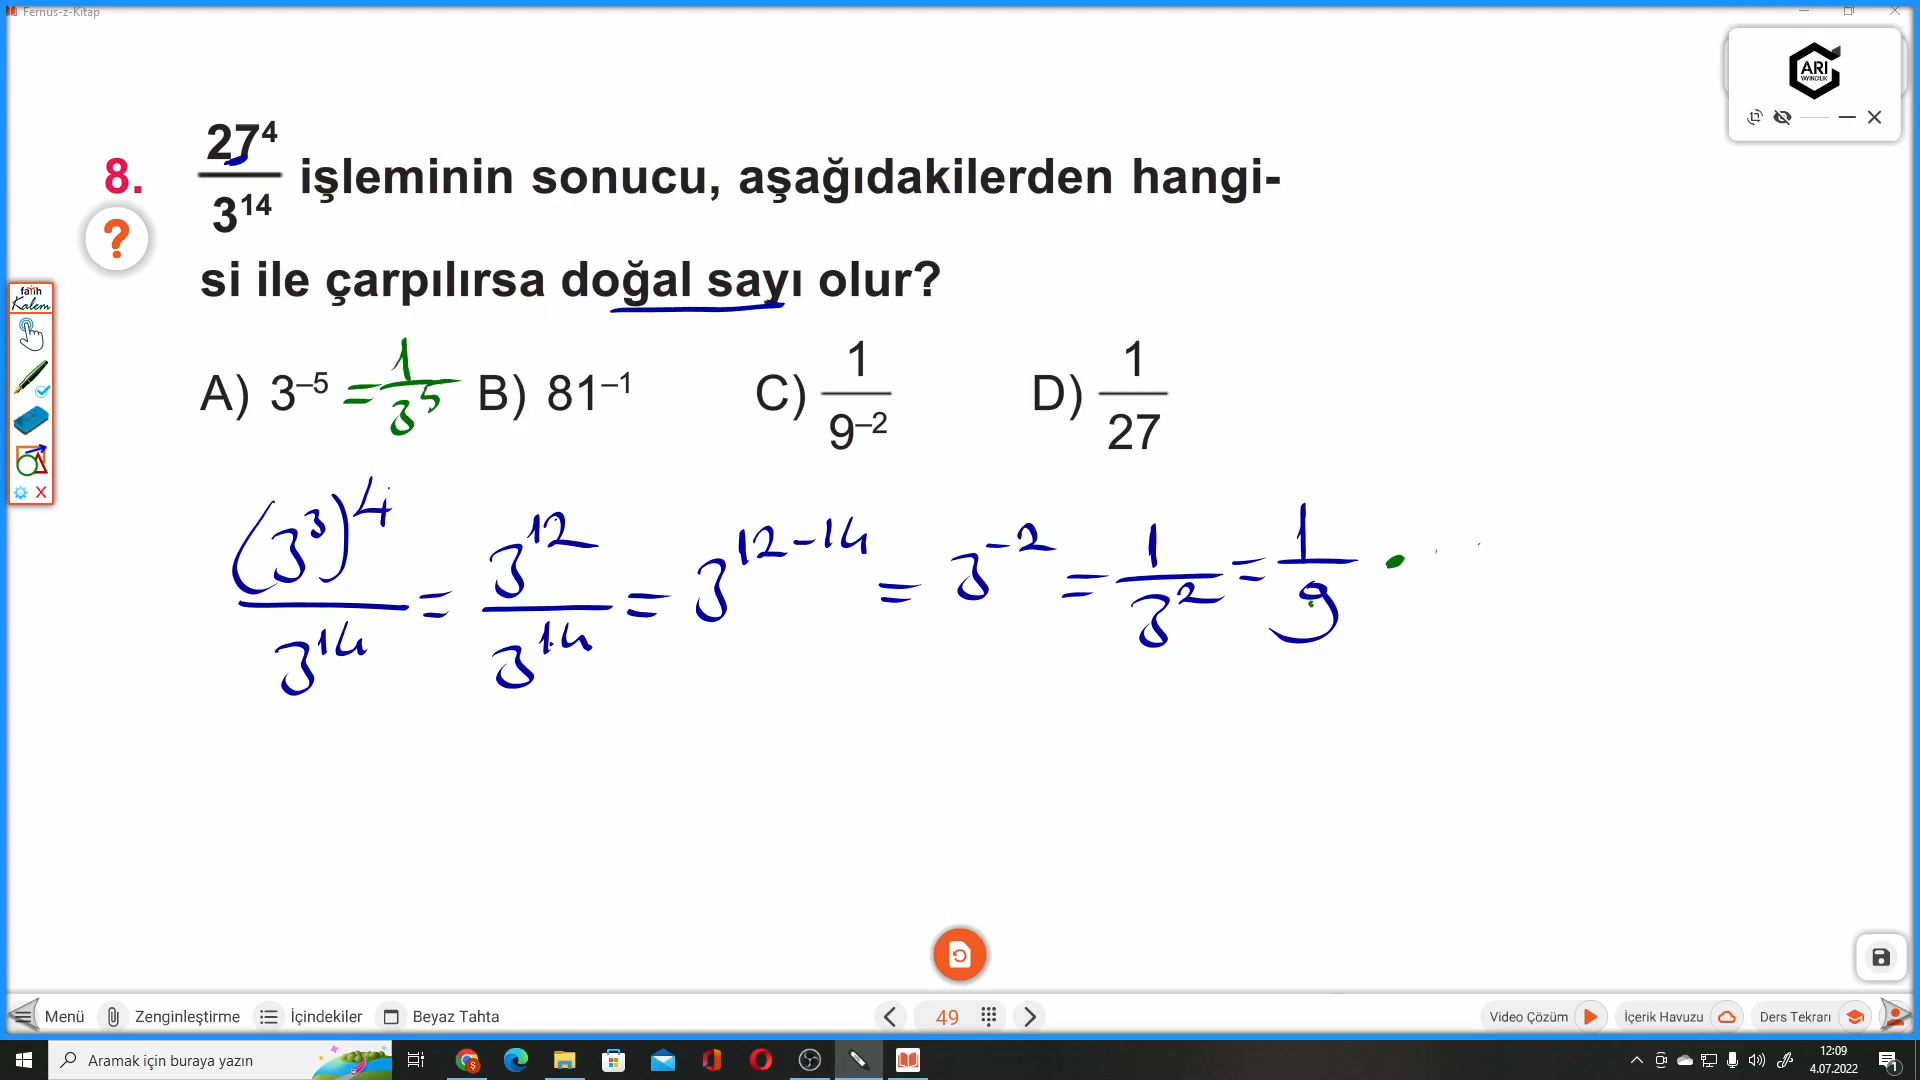 Fernus-z-Kitap
ARI
YAYINCILIK
8. 27⁴/3¹⁴ işleminin sonucu, aşağıdakilerden hangi-
si ile çarpılırsa doğal sayı olur?
A) 3⁻⁵ = 1/3⁵ B) 81⁻¹ C) 1/9⁻² D) 1/27
(3³)⁴/3¹⁴ = 3¹²/3¹⁴ = 3¹²⁻¹⁴ = 3⁻² = 1/3² = 1/9 ·
fatih
Kalem
Menü Zenginleştirme İçindekiler Beyaz Tahta 49 Video Çözüm İçerik Havuzu Ders Tekrarı
Aramak için buraya yazın
12:09
4.07.2022
1